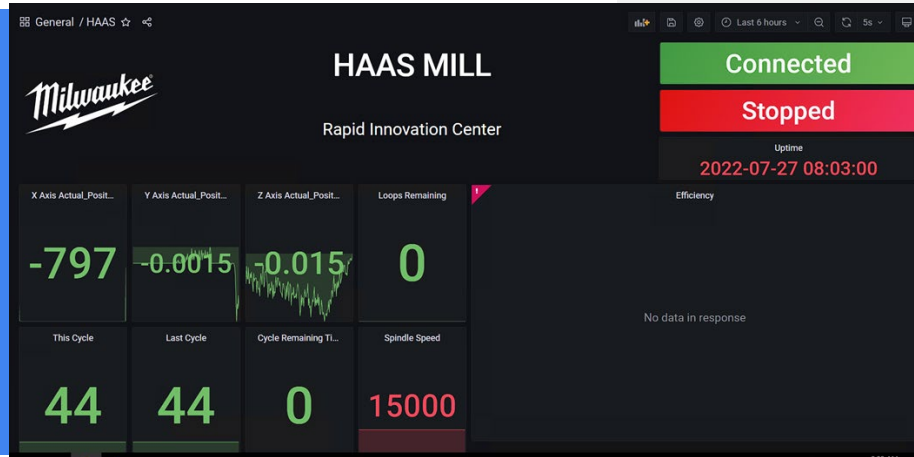 General / HAAS
Last 6 hours
5s
Milwaukee
HAAS MILL
Rapid Innovation Center
Connected
Stopped
Uptime
2022-07-27 08:03:00
X Axis Actual_Posit...
Y Axis Actual_Posit...
Z Axis Actual_Posit...
Loops Remaining
!
Efficiency
-797
-0.0015
-0.015
0
No data in response
This Cycle
Last Cycle
Cycle Remaining Ti...
Spindle Speed
44
44
0
15000